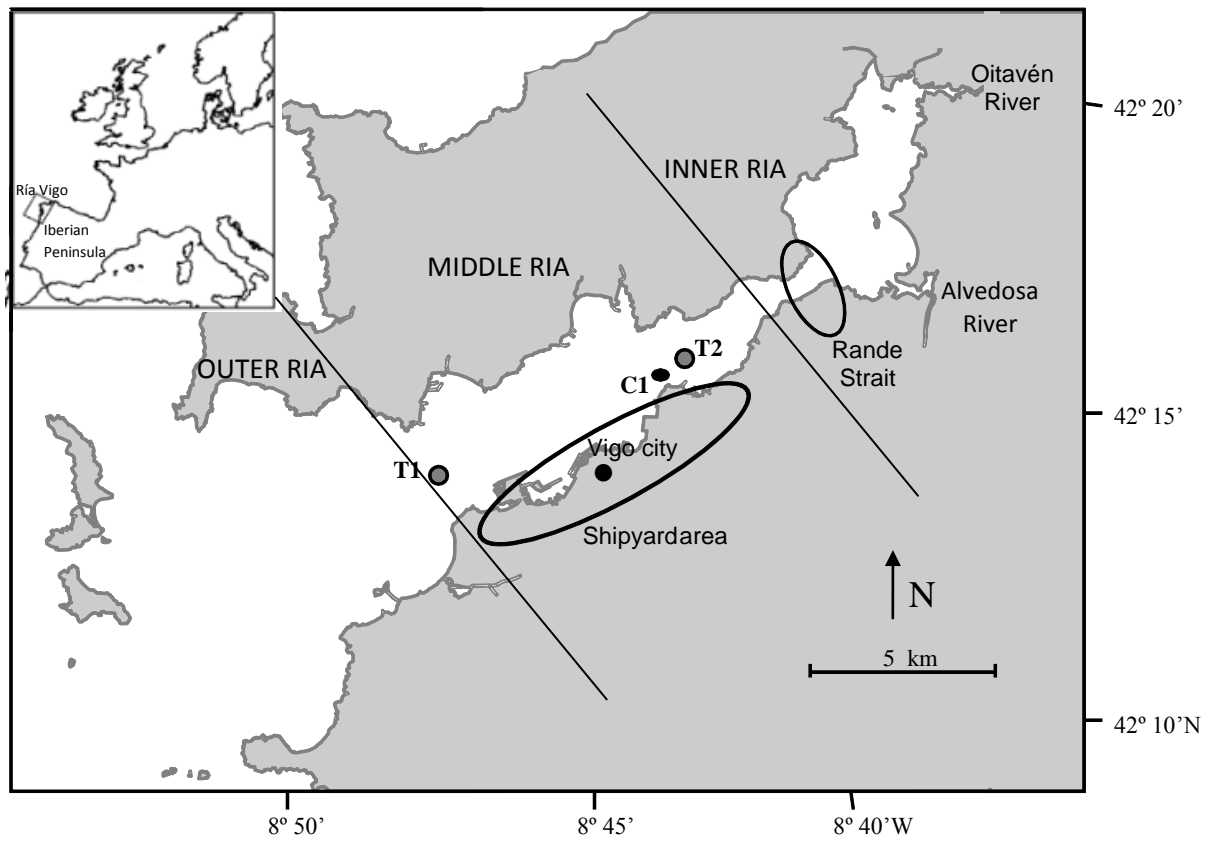 Ría Vigo
Iberian
Peninsula
Oitavén
River
42º 20’
INNER RIA
MIDDLE RIA
Alvedosa
River
OUTER RIA
Rande
Strait
T2
C1
42º 15’
Vigo city
T1
Shipyardarea
N
5 km
42º 10’N
8º 50’
8º 45’
8º 40’W